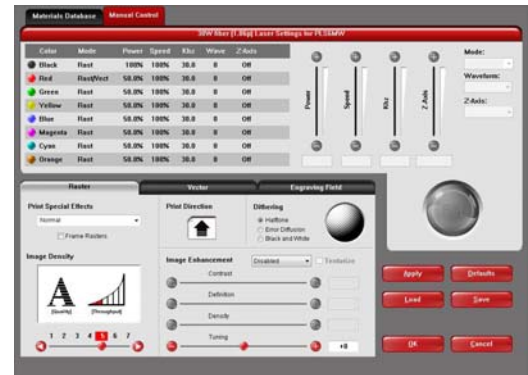 Materials Database Manual Control
30W fiber [1.06µ] Laser Settings for PLS6MW
Color Mode Power Speed Khz Wave Z-Axis
Black Rast 100% 100% 30.0 0 Off
Red Rast/Vect 50.0% 100% 30.0 0 Off
Green Rast 50.0% 100% 30.0 0 Off
Yellow Rast 50.0% 100% 30.0 0 Off
Blue Rast 50.0% 100% 30.0 0 Off
Magenta Rast 50.0% 100% 30.0 0 Off
Cyan Rast 50.0% 100% 30.0 0 Off
Orange Rast 50.0% 100% 30.0 0 Off
Power
Speed
Khz
Z-Axis
Mode:
Waveform:
Z-Axis:
Raster Vector Engraving Field
Print Special Effects
Normal
Frame Rasters
Print Direction
Dithering
Halftone
Error Diffusion
Black and White
Image Density
A
[Quality] [Throughput]
1 2 3 4 5 6 7
Image Enhancement Disabled Texturize
Contrast
Definition
Density
Tuning +0
Apply Defaults
Load Save
OK Cancel